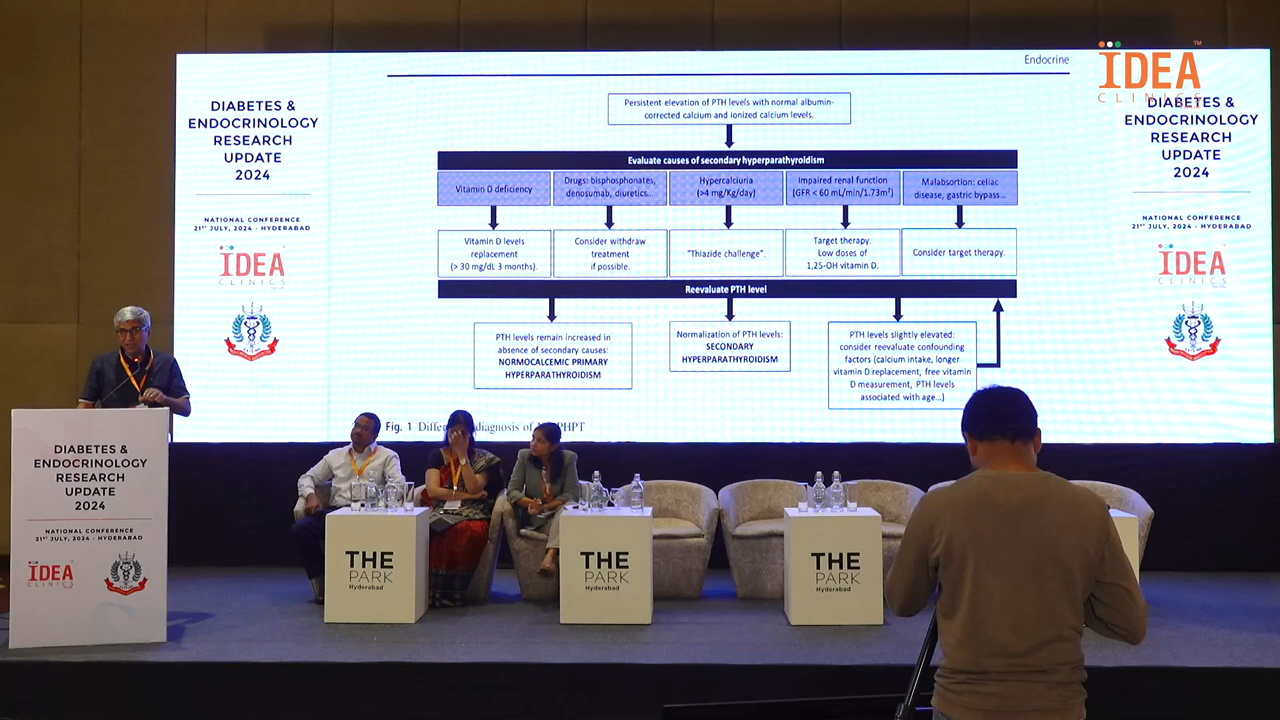 Endocrine
IDEA
TM
CLINICS
DIABETES &
ENDOCRINOLOGY
RESEARCH
UPDATE
2024
NATIONAL CONFERENCE
21ST JULY, 2024 - HYDERABAD
IDEA
CLINICS
Persistent elevation of PTH levels with normal albumin-
corrected calcium and ionized calcium levels.
Evaluate causes of secondary hyperparathyroidism
Vitamin D deficiency
Drugs: bisphosphonates,
denosumab, diuretics...
Hypercalciuria
(>4 mg/Kg/day)
Impaired renal function
(GFR < 60 mL/min/1.73m²)
Malabsortion: celiac
disease, gastric bypass...
Vitamin D levels
replacement
(> 30 mg/dL 3 months).
Consider withdraw
treatment
if possible.
"Thiazide challenge".
Target therapy.
Low doses of
1,25-OH vitamin D.
Consider target therapy.
Reevaluate PTH level
PTH levels remain increased in
absence of secondary causes:
NORMOCALCEMIC PRIMARY
HYPERPARATHYROIDISM
Normalization of PTH levels:
SECONDARY
HYPERPARATHYROIDISM
PTH levels slightly elevated:
consider reevaluate confounding
factors (calcium intake, longer
vitamin D replacement, free vitamin
D measurement, PTH levels
associated with age...)
Fig. 1 diagnosis of
DIABETES &
ENDOCRINOLOGY
RESEARCH
UPDATE
2024
NATIONAL CONFERENCE
21ST JULY, 2024 - HYDERABAD
IDEA
CLINICS
DIABETES &
ENDOCRINOLOGY
RESEARCH
UPDATE
2024
NATIONAL CONFERENCE
21ST JULY, 2024 - HYDERABAD
IDEA
CLINICS
THE
PARK
Hyderabad
THE
PARK
Hyderabad
THE
PARK
Hyderabad